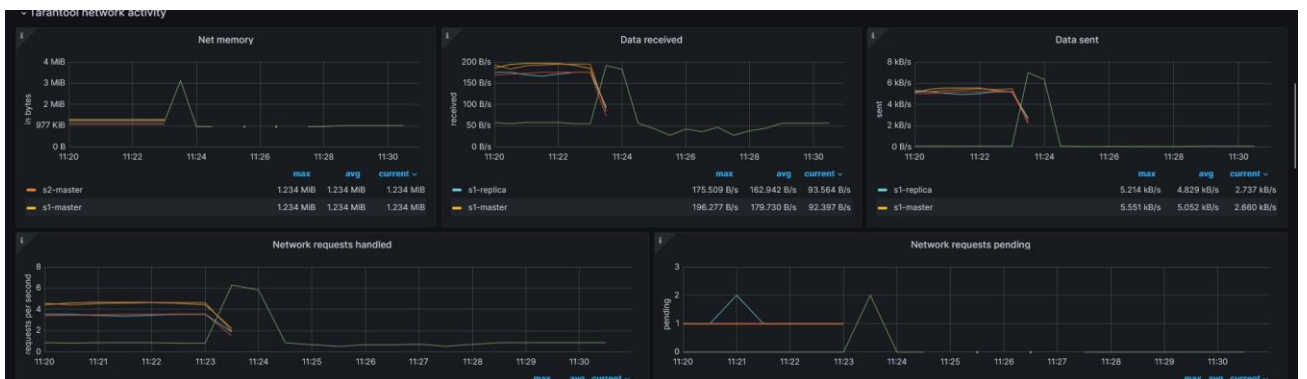 Tarantool network activity
Net memory
4 MiB
3 MiB
2 MiB
977 KiB
0 B
in bytes
11:20 11:22 11:24 11:26 11:28 11:30
max avg current
s2-master 1.234 MiB 1.234 MiB 1.234 MiB
s1-master 1.234 MiB 1.234 MiB 1.234 MiB
Data received
200 B/s
150 B/s
100 B/s
50 B/s
0 B/s
received
11:20 11:22 11:24 11:26 11:28 11:30
max avg current
s1-replica 175.509 B/s 162.942 B/s 93.564 B/s
s1-master 196.277 B/s 179.730 B/s 92.397 B/s
Data sent
8 kB/s
6 kB/s
4 kB/s
2 kB/s
0 B/s
sent
11:20 11:22 11:24 11:26 11:28 11:30
max avg current
s1-replica 5.214 kB/s 4.829 kB/s 2.737 kB/s
s1-master 5.551 kB/s 5.052 kB/s 2.660 kB/s
Network requests handled
8
6
4
2
0
requests per second
11:20 11:21 11:22 11:23 11:24 11:25 11:26 11:27 11:28 11:29 11:30
max avg current
Network requests pending
3
2
1
0
pending
11:20 11:21 11:22 11:23 11:24 11:25 11:26 11:27 11:28 11:29 11:30
max avg current